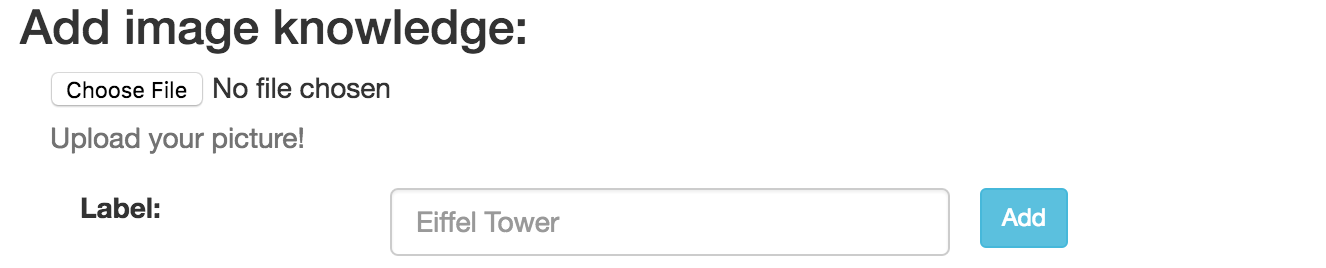 Add image knowledge:
Choose File No file chosen
Upload your picture!
Label: Eiffel Tower Add